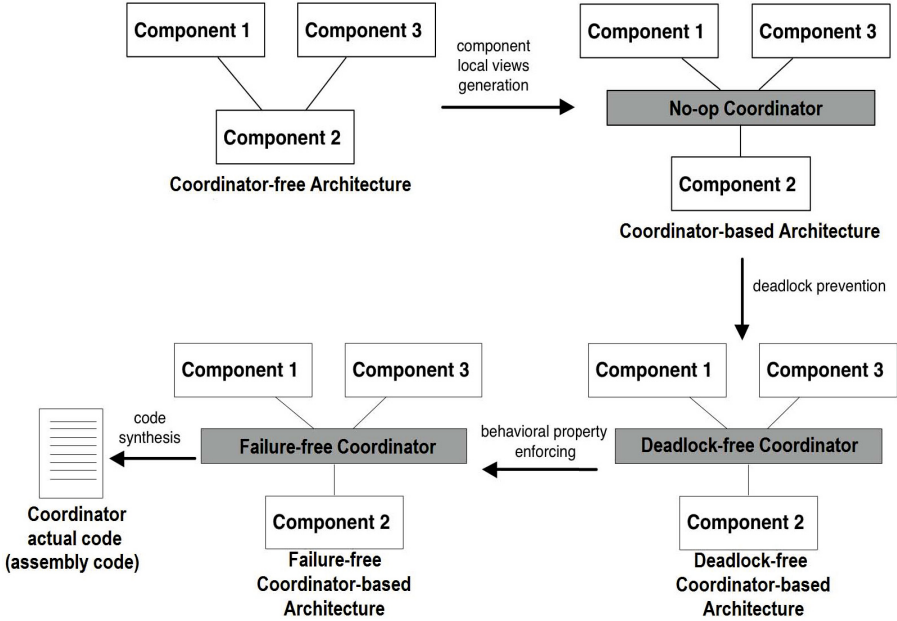 Component 1
Component 3
Component 2
Coordinator-free Architecture
component
local views
generation
Component 1
Component 3
No-op Coordinator
Component 2
Coordinator-based Architecture
deadlock prevention
Component 1
Component 3
Deadlock-free Coordinator
Component 2
Deadlock-free
Coordinator-based
Architecture
behavioral property
enforcing
Component 1
Component 3
Failure-free Coordinator
Component 2
Failure-free
Coordinator-based
Architecture
code
synthesis
Coordinator
actual code
(assembly code)